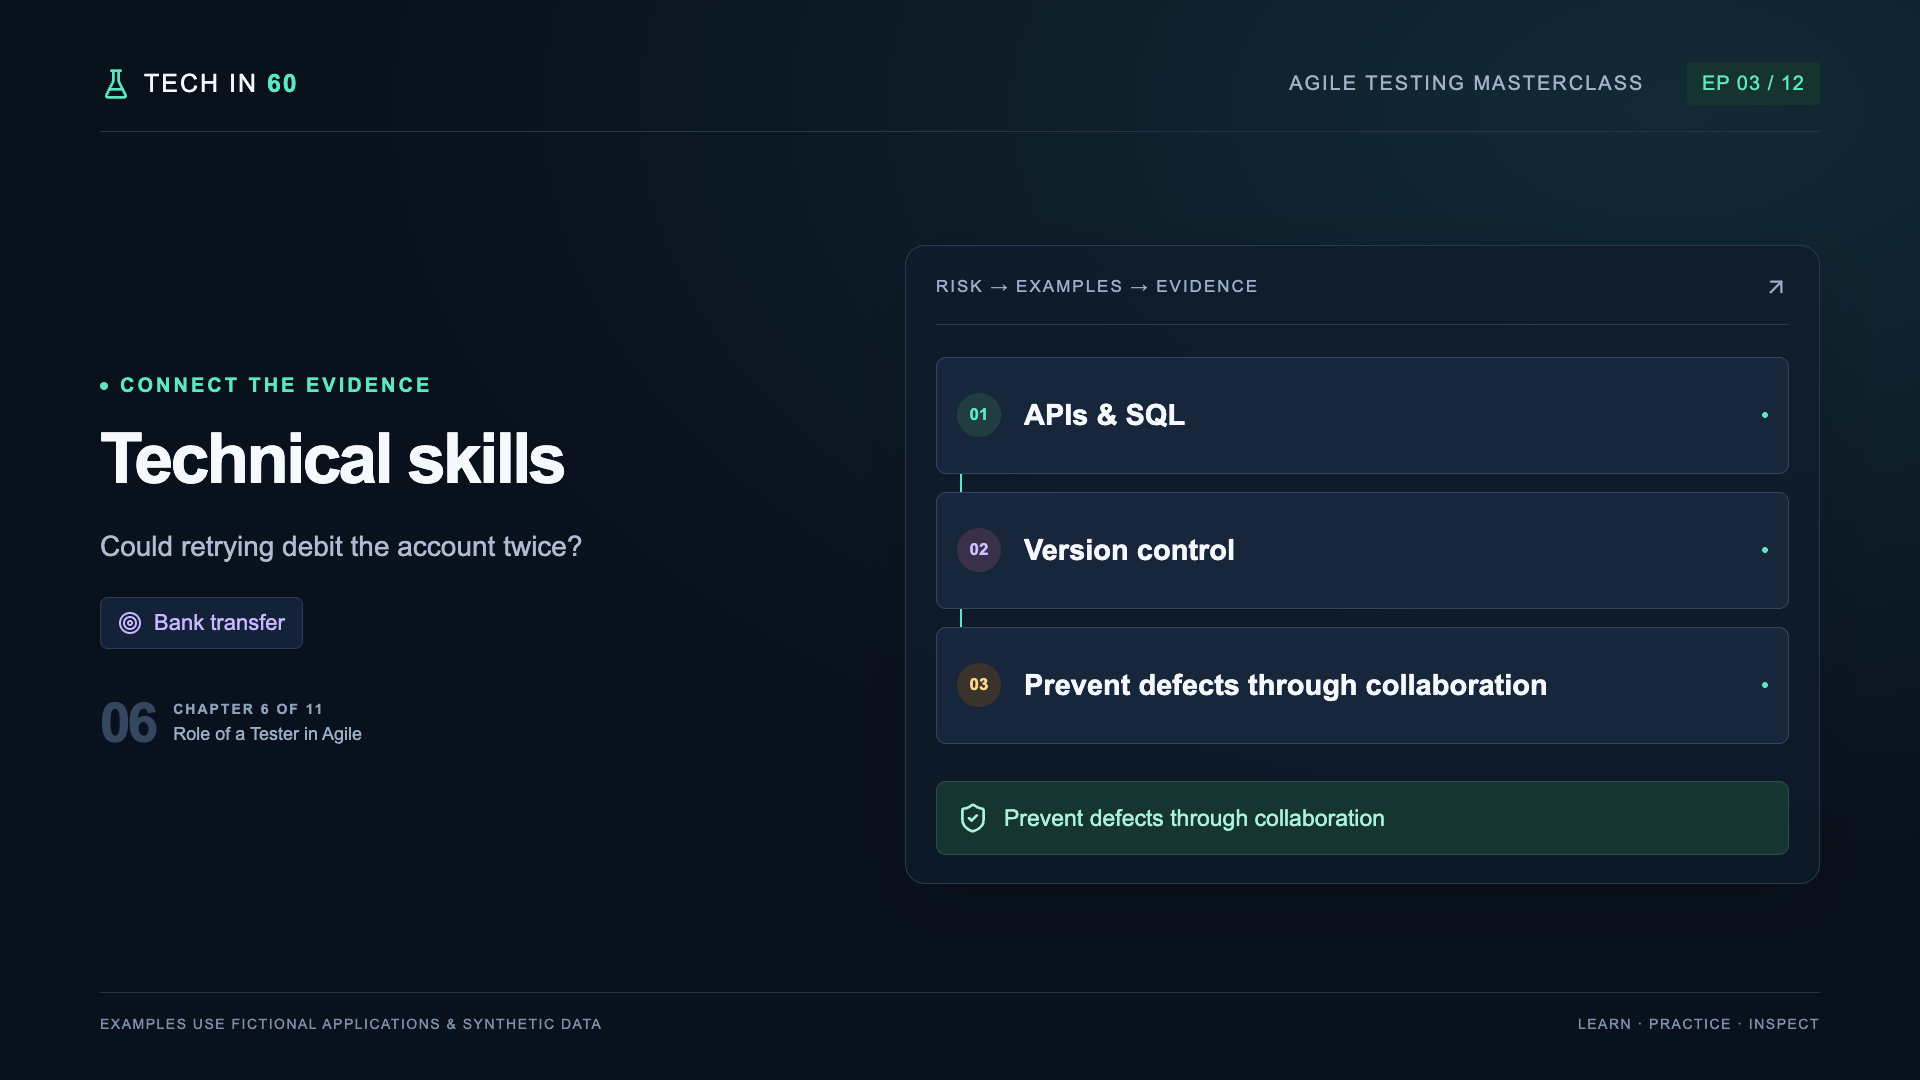 TECH IN 60
AGILE TESTING MASTERCLASS
EP 03 / 12
CONNECT THE EVIDENCE
Technical skills
Could retrying debit the account twice?
Bank transfer
06
CHAPTER 6 OF 11
Role of a Tester in Agile
RISK → EXAMPLES → EVIDENCE
01 APIs & SQL
02 Version control
03 Prevent defects through collaboration
Prevent defects through collaboration
EXAMPLES USE FICTIONAL APPLICATIONS & SYNTHETIC DATA
LEARN · PRACTICE · INSPECT